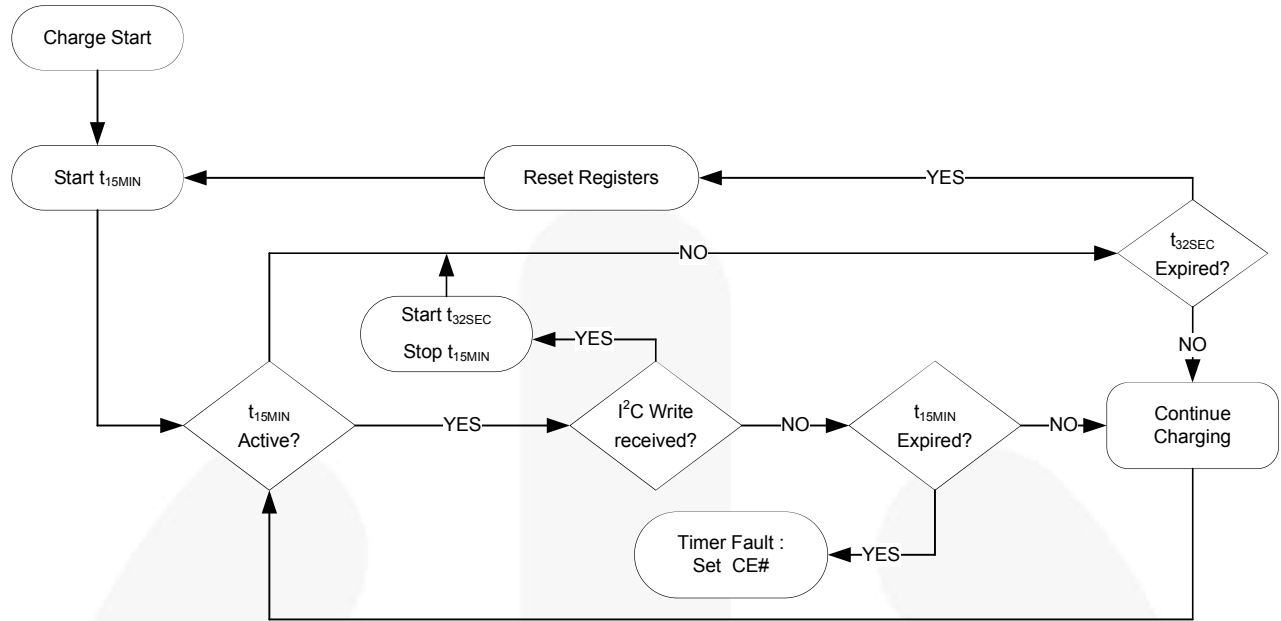 Charge Start
Start t15MIN
Reset Registers
YES
t32SEC
Expired?
NO
Start t32SEC
Stop t15MIN
YES
NO
t15MIN
Active?
YES
I²C Write
received?
NO
t15MIN
Expired?
NO
Continue
Charging
Timer Fault :
Set CE#
YES